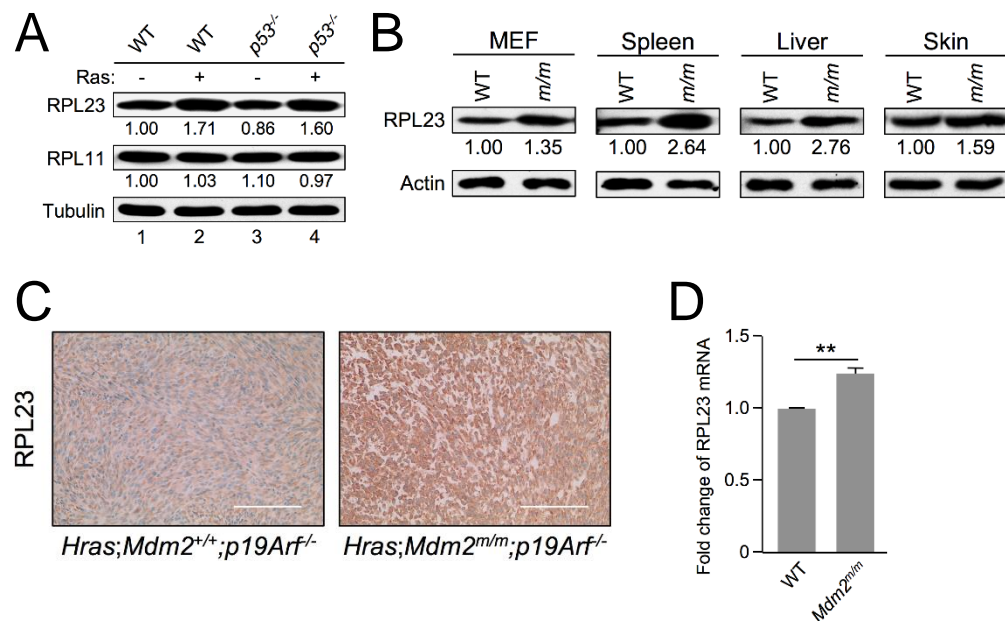 A
WT WT p53-/- p53-/-
Ras: - + - +
RPL23
1.00 1.71 0.86 1.60
RPL11
1.00 1.03 1.10 0.97
Tubulin
1 2 3 4
B
MEF Spleen Liver Skin
WT m/m WT m/m WT m/m WT m/m
RPL23
1.00 1.35 1.00 2.64 1.00 2.76 1.00 1.59
Actin
C
RPL23
Hras;Mdm2+/+;p19Arf-/- Hras;Mdm2m/m;p19Arf-/-
D
Fold change of RPL23 mRNA
1.5
**
1.0
0.5
0
WT Mdm2m/m